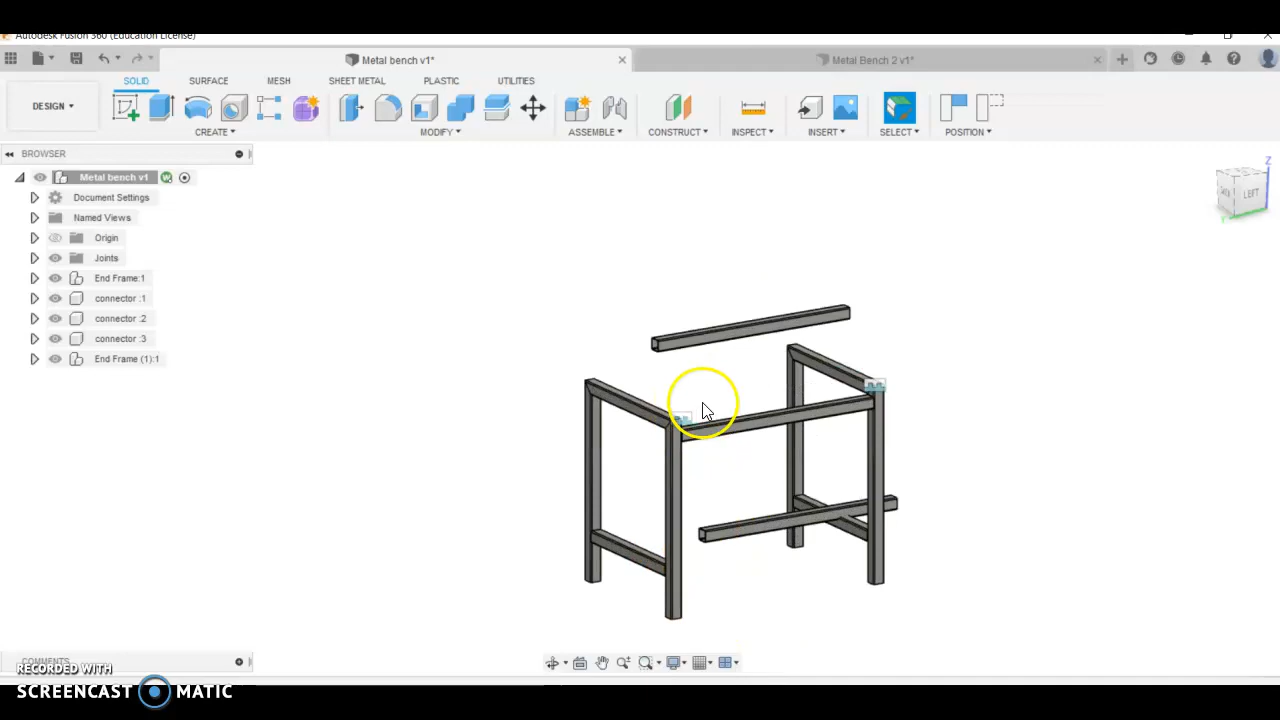 Autodesk Fusion 360 (Education License)
Metal bench v1*
Metal Bench 2 v1*
SOLID SURFACE MESH SHEET METAL PLASTIC UTILITIES
DESIGN
CREATE MODIFY ASSEMBLE CONSTRUCT INSPECT INSERT SELECT POSITION
BROWSER
Metal bench v1
Document Settings
Named Views
Origin
Joints
End Frame:1
connector :1
connector :2
connector :3
End Frame (1):1
Z
LEFT
COMMENTS
RECORDED WITH
SCREENCAST MATIC